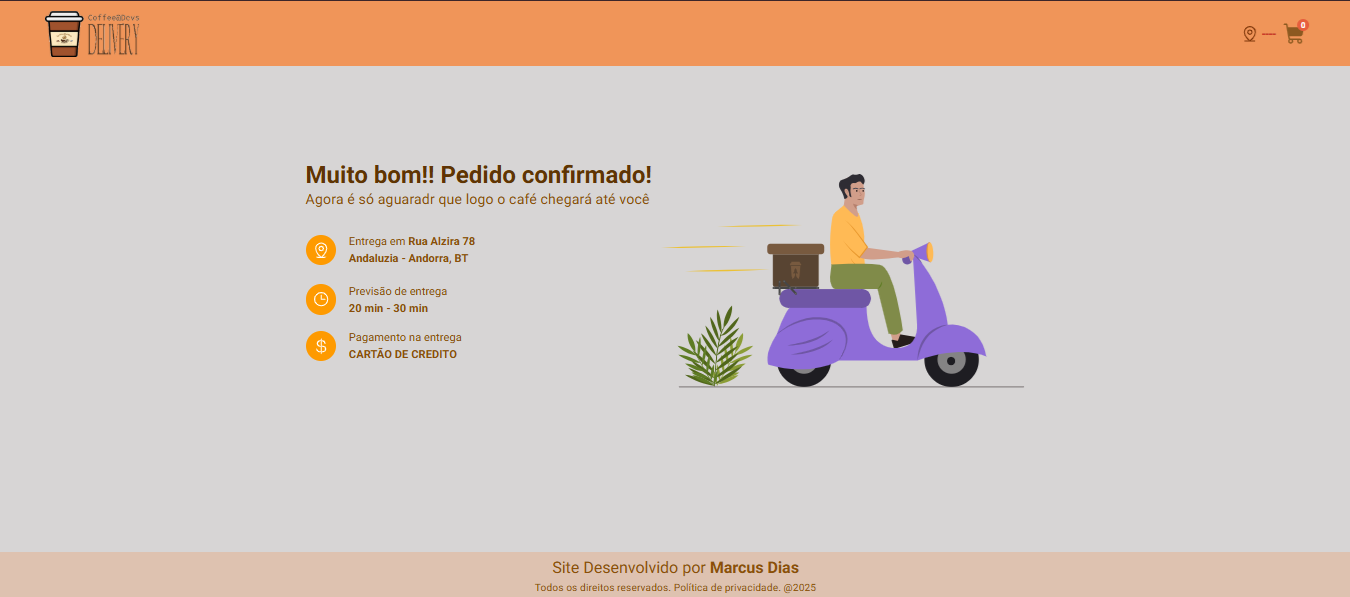 Coffee&Devs
DELIVERY
0
Muito bom!! Pedido confirmado!
Agora é só aguaradr que logo o café chegará até você
Entrega em Rua Alzira 78
Andaluzia - Andorra, BT
Previsão de entrega
20 min - 30 min
Pagamento na entrega
CARTÃO DE CREDITO
Site Desenvolvido por Marcus Dias
Todos os direitos reservados. Política de privacidade. @2025